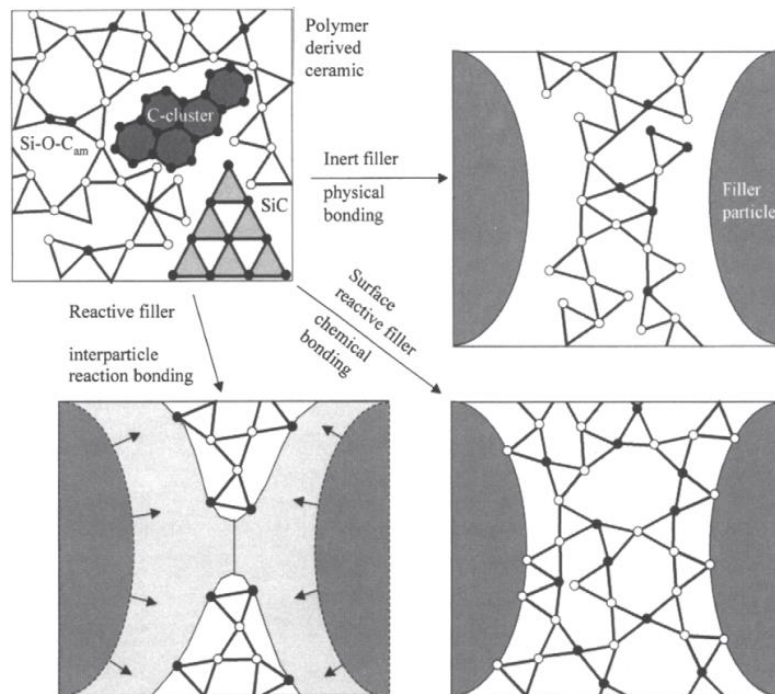 Polymer
derived
ceramic
C-cluster
Si-O-Cam
SiC
Inert filler
physical
bonding
Filler
particle
Surface
reactive filler
chemical
bonding
Reactive filler
interparticle
reaction bonding